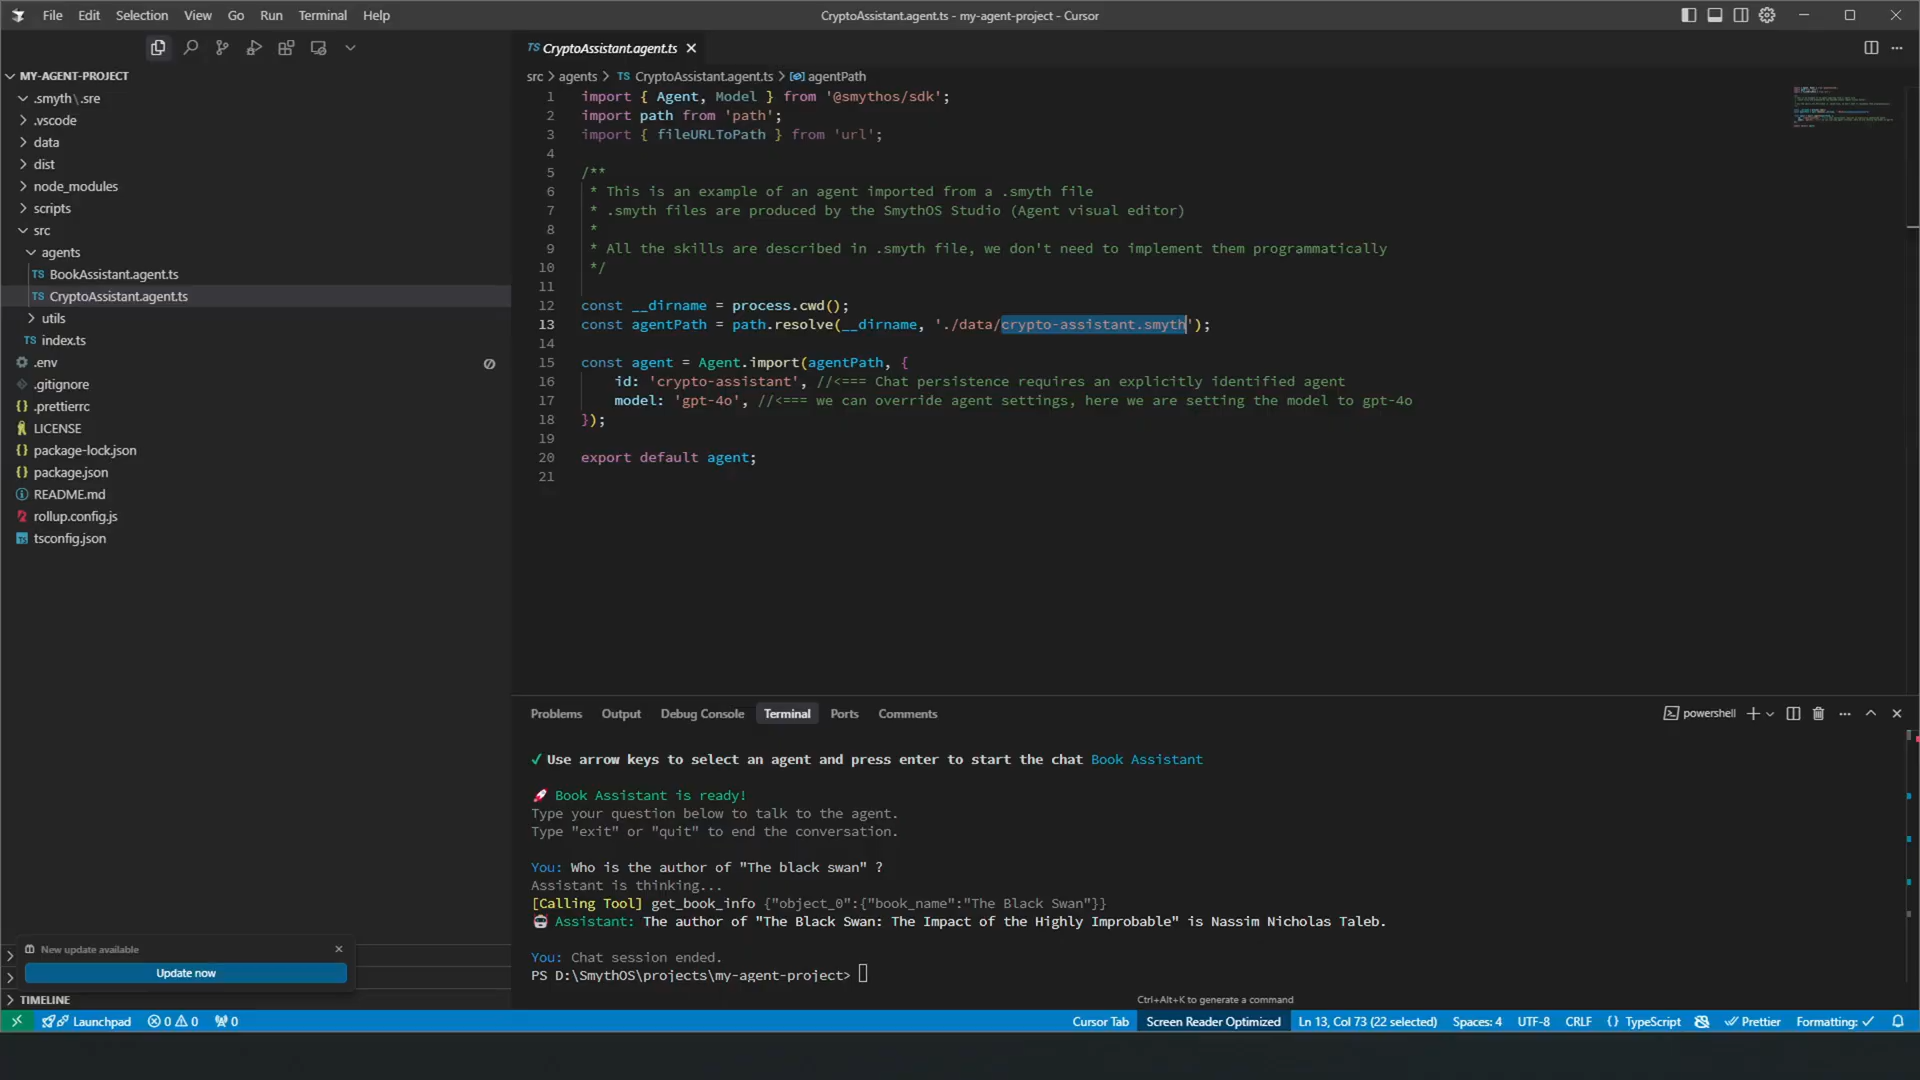 File Edit Selection View Go Run Terminal Help
CryptoAssistant.agent.ts - my-agent-project - Cursor
MY-AGENT-PROJECT
.smyth\.sre
.vscode
data
dist
node_modules
scripts
src
agents
TS BookAssistant.agent.ts
TS CryptoAssistant.agent.ts
utils
TS index.ts
.env
.gitignore
{} .prettierrc
LICENSE
{} package-lock.json
{} package.json
README.md
rollup.config.js
tsconfig.json
New update available
Update now
TIMELINE
TS CryptoAssistant.agent.ts
src > agents > TS CryptoAssistant.agent.ts > agentPath
1 import { Agent, Model } from '@smythos/sdk';
2 import path from 'path';
3 import { fileURLToPath } from 'url';
4
5 /**
6 * This is an example of an agent imported from a .smyth file
7 * .smyth files are produced by the SmythOS Studio (Agent visual editor)
8 *
9 * All the skills are described in .smyth file, we don't need to implement them programmatically
10 */
11
12 const __dirname = process.cwd();
13 const agentPath = path.resolve(__dirname, './data/crypto-assistant.smyth');
14
15 const agent = Agent.import(agentPath, {
16 id: 'crypto-assistant', //<=== Chat persistence requires an explicitly identified agent
17 model: 'gpt-4o', //<=== we can override agent settings, here we are setting the model to gpt-4o
18 });
19
20 export default agent;
21
Problems Output Debug Console Terminal Ports Comments
powershell
✓ Use arrow keys to select an agent and press enter to start the chat Book Assistant
🚀 Book Assistant is ready!
Type your question below to talk to the agent.
Type "exit" or "quit" to end the conversation.
You: Who is the author of "The black swan" ?
Assistant is thinking...
[Calling Tool] get_book_info {"object_0":{"book_name":"The Black Swan"}}
🤖 Assistant: The author of "The Black Swan: The Impact of the Highly Improbable" is Nassim Nicholas Taleb.
You: Chat session ended.
PS D:\SmythOS\projects\my-agent-project>
Ctrl+Alt+K to generate a command
Launchpad 0 0 0 Cursor Tab Screen Reader Optimized Ln 13, Col 73 (22 selected) Spaces: 4 UTF-8 CRLF {} TypeScript Prettier Formatting: ✓